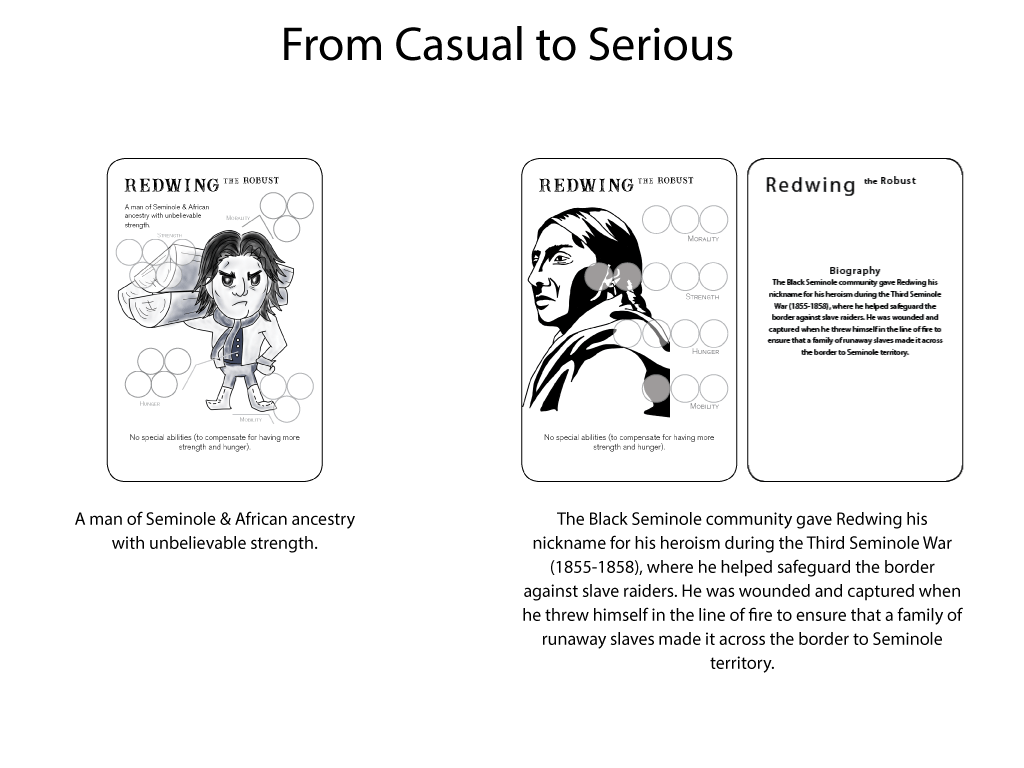 From Casual to Serious
REDWING THE ROBUST
A man of Seminole & African
ancestry with unbelievable
strength.
MORALITY
STRENGTH
HUNGER
MOBILITY
No special abilities (to compensate for having more
strength and hunger).
A man of Seminole & African ancestry
with unbelievable strength.
REDWING THE ROBUST
MORALITY
STRENGTH
HUNGER
MOBILITY
No special abilities (to compensate for having more
strength and hunger).
Redwing the Robust
Biography
The Black Seminole community gave Redwing his
nickname for his heroism during the Third Seminole
War (1855-1858), where he helped safeguard the
border against slave raiders. He was wounded and
captured when he threw himself in the line of fire to
ensure that a family of runaway slaves made it across
the border to Seminole territory.
The Black Seminole community gave Redwing his
nickname for his heroism during the Third Seminole War
(1855-1858), where he helped safeguard the border
against slave raiders. He was wounded and captured when
he threw himself in the line of fire to ensure that a family of
runaway slaves made it across the border to Seminole
territory.